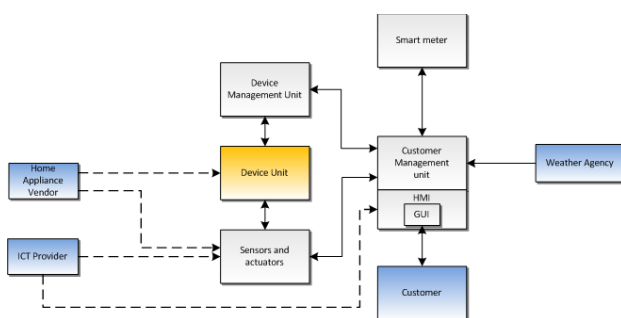 Smart meter
Device
Management Unit
Customer
Management
unit
Weather Agency
Home
Appliance
Vendor
Device Unit
HMI
GUI
ICT Provider
Sensors and
actuators
Customer